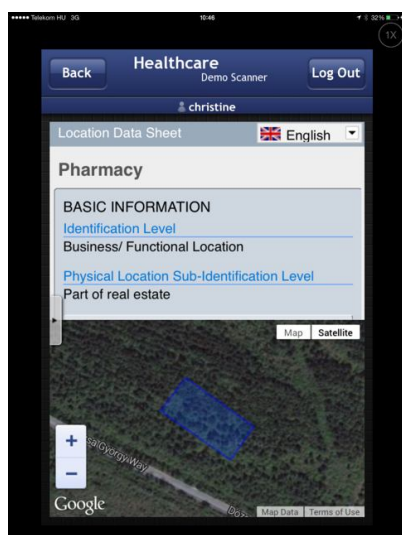 Telekom HU 3G 10:46 32%
1X
Back Healthcare Log Out
Demo Scanner
christine
Location Data Sheet English
Pharmacy
BASIC INFORMATION
Identification Level
Business/ Functional Location
Physical Location Sub-Identification Level
Part of real estate
Map Satellite
+
−
Google Map Data Terms of Use